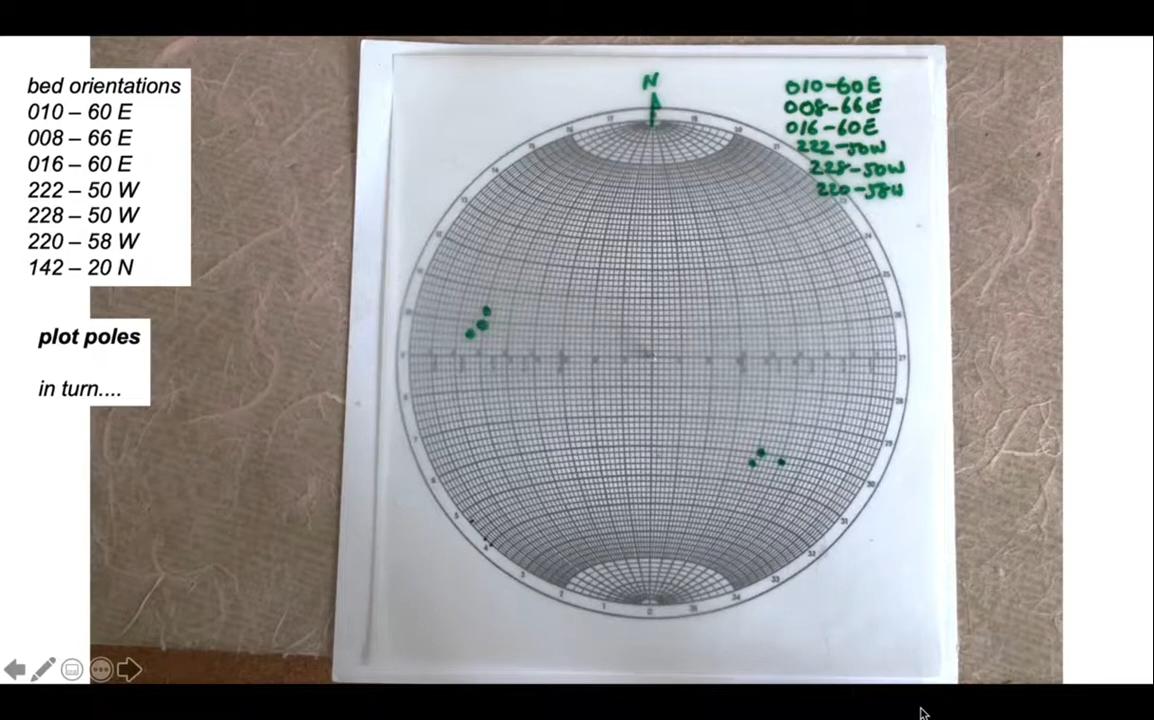 bed orientations
010 – 60 E
008 – 66 E
016 – 60 E
222 – 50 W
228 – 50 W
220 – 58 W
142 – 20 N
plot poles
in turn....
N
010-60E
008-66E
016-60E
222-50W
228-50W
220-58W